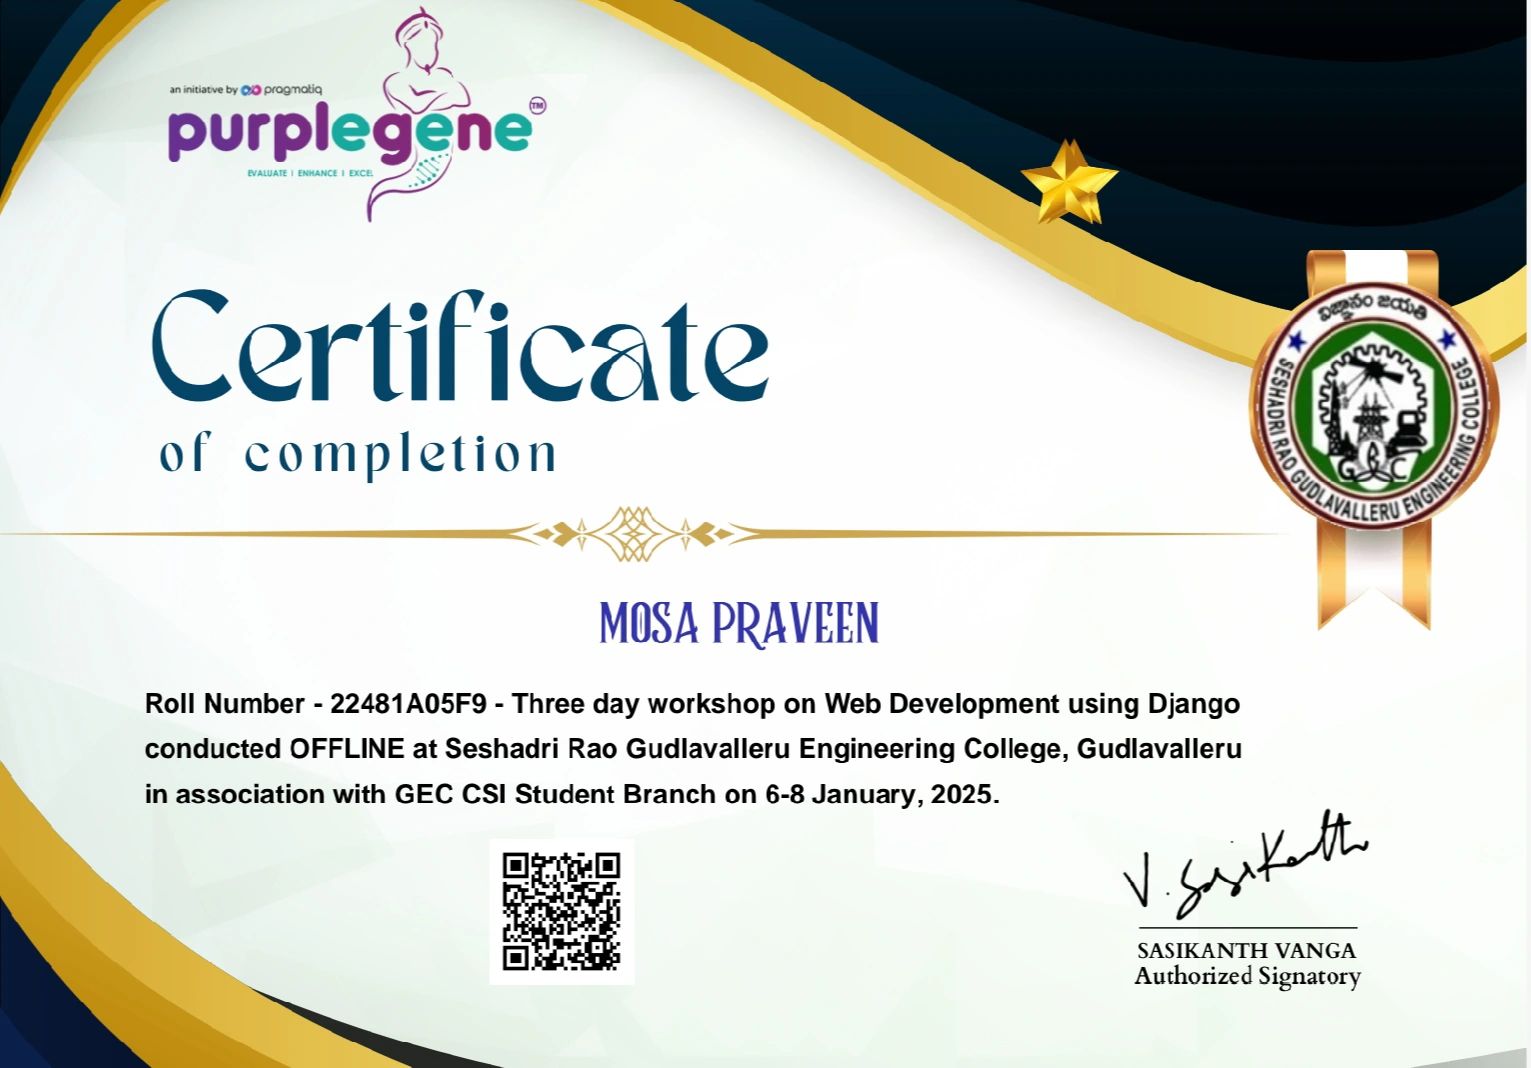 an initiative by pragmatiq
purplegene TM
EVALUATE | ENHANCE | EXCEL
Certificate
of completion
విజ్ఞానం జయతి
SESHADRI RAO GUDLAVALLERU ENGINEERING COLLEGE
GEC
MOSA PRAVEEN
Roll Number - 22481A05F9 - Three day workshop on Web Development using Django
conducted OFFLINE at Seshadri Rao Gudlavalleru Engineering College, Gudlavalleru
in association with GEC CSI Student Branch on 6-8 January, 2025.
V. Sasikanth
SASIKANTH VANGA
Authorized Signatory